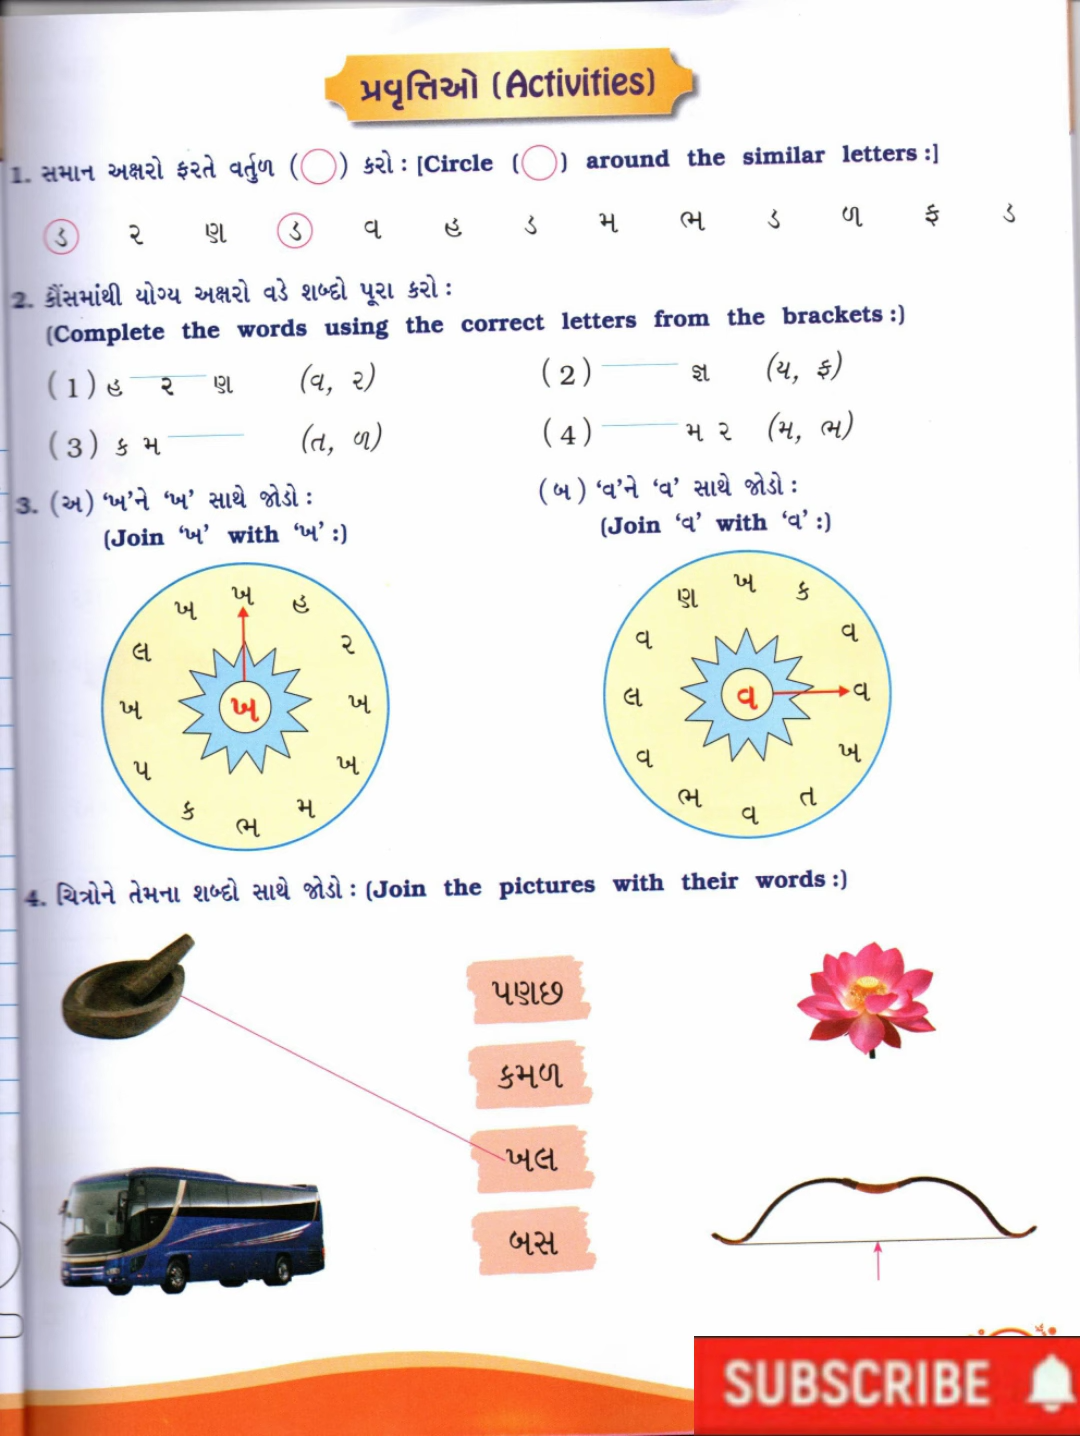 પ્રવૃત્તિઓ (Activities)
1. સમાન અક્ષરો ફરતે વર્તુળ (○) કરો : [Circle (○) around the similar letters :]
ડ ર ણ ડ વ હ ડ મ ભ ડ ળ ફ ડ
2. કૌંસમાંથી યોગ્ય અક્ષરો વડે શબ્દો પૂરા કરો :
(Complete the words using the correct letters from the brackets :)
(1) હ ર ણ (વ, ર) (2) ____ જ્ઞ (ય, ફ)
(3) ક મ ____ (ત, ળ) (4) ____ મ ર (મ, ભ)
3. (અ) ‘ખ’ને ‘ખ’ સાથે જોડો : (બ) ‘વ’ને ‘વ’ સાથે જોડો :
(Join ‘ખ’ with ‘ખ’ :) (Join ‘વ’ with ‘વ’ :)
ખ હ ર ખ ખ મ ભ ક પ ખ લ ખ
ખ
ખ ક વ વ ખ ત વ ભ વ લ વ ણ
વ
4. ચિત્રોને તેમના શબ્દો સાથે જોડો : (Join the pictures with their words :)
પણછ
કમળ
ખલ
બસ
SUBSCRIBE